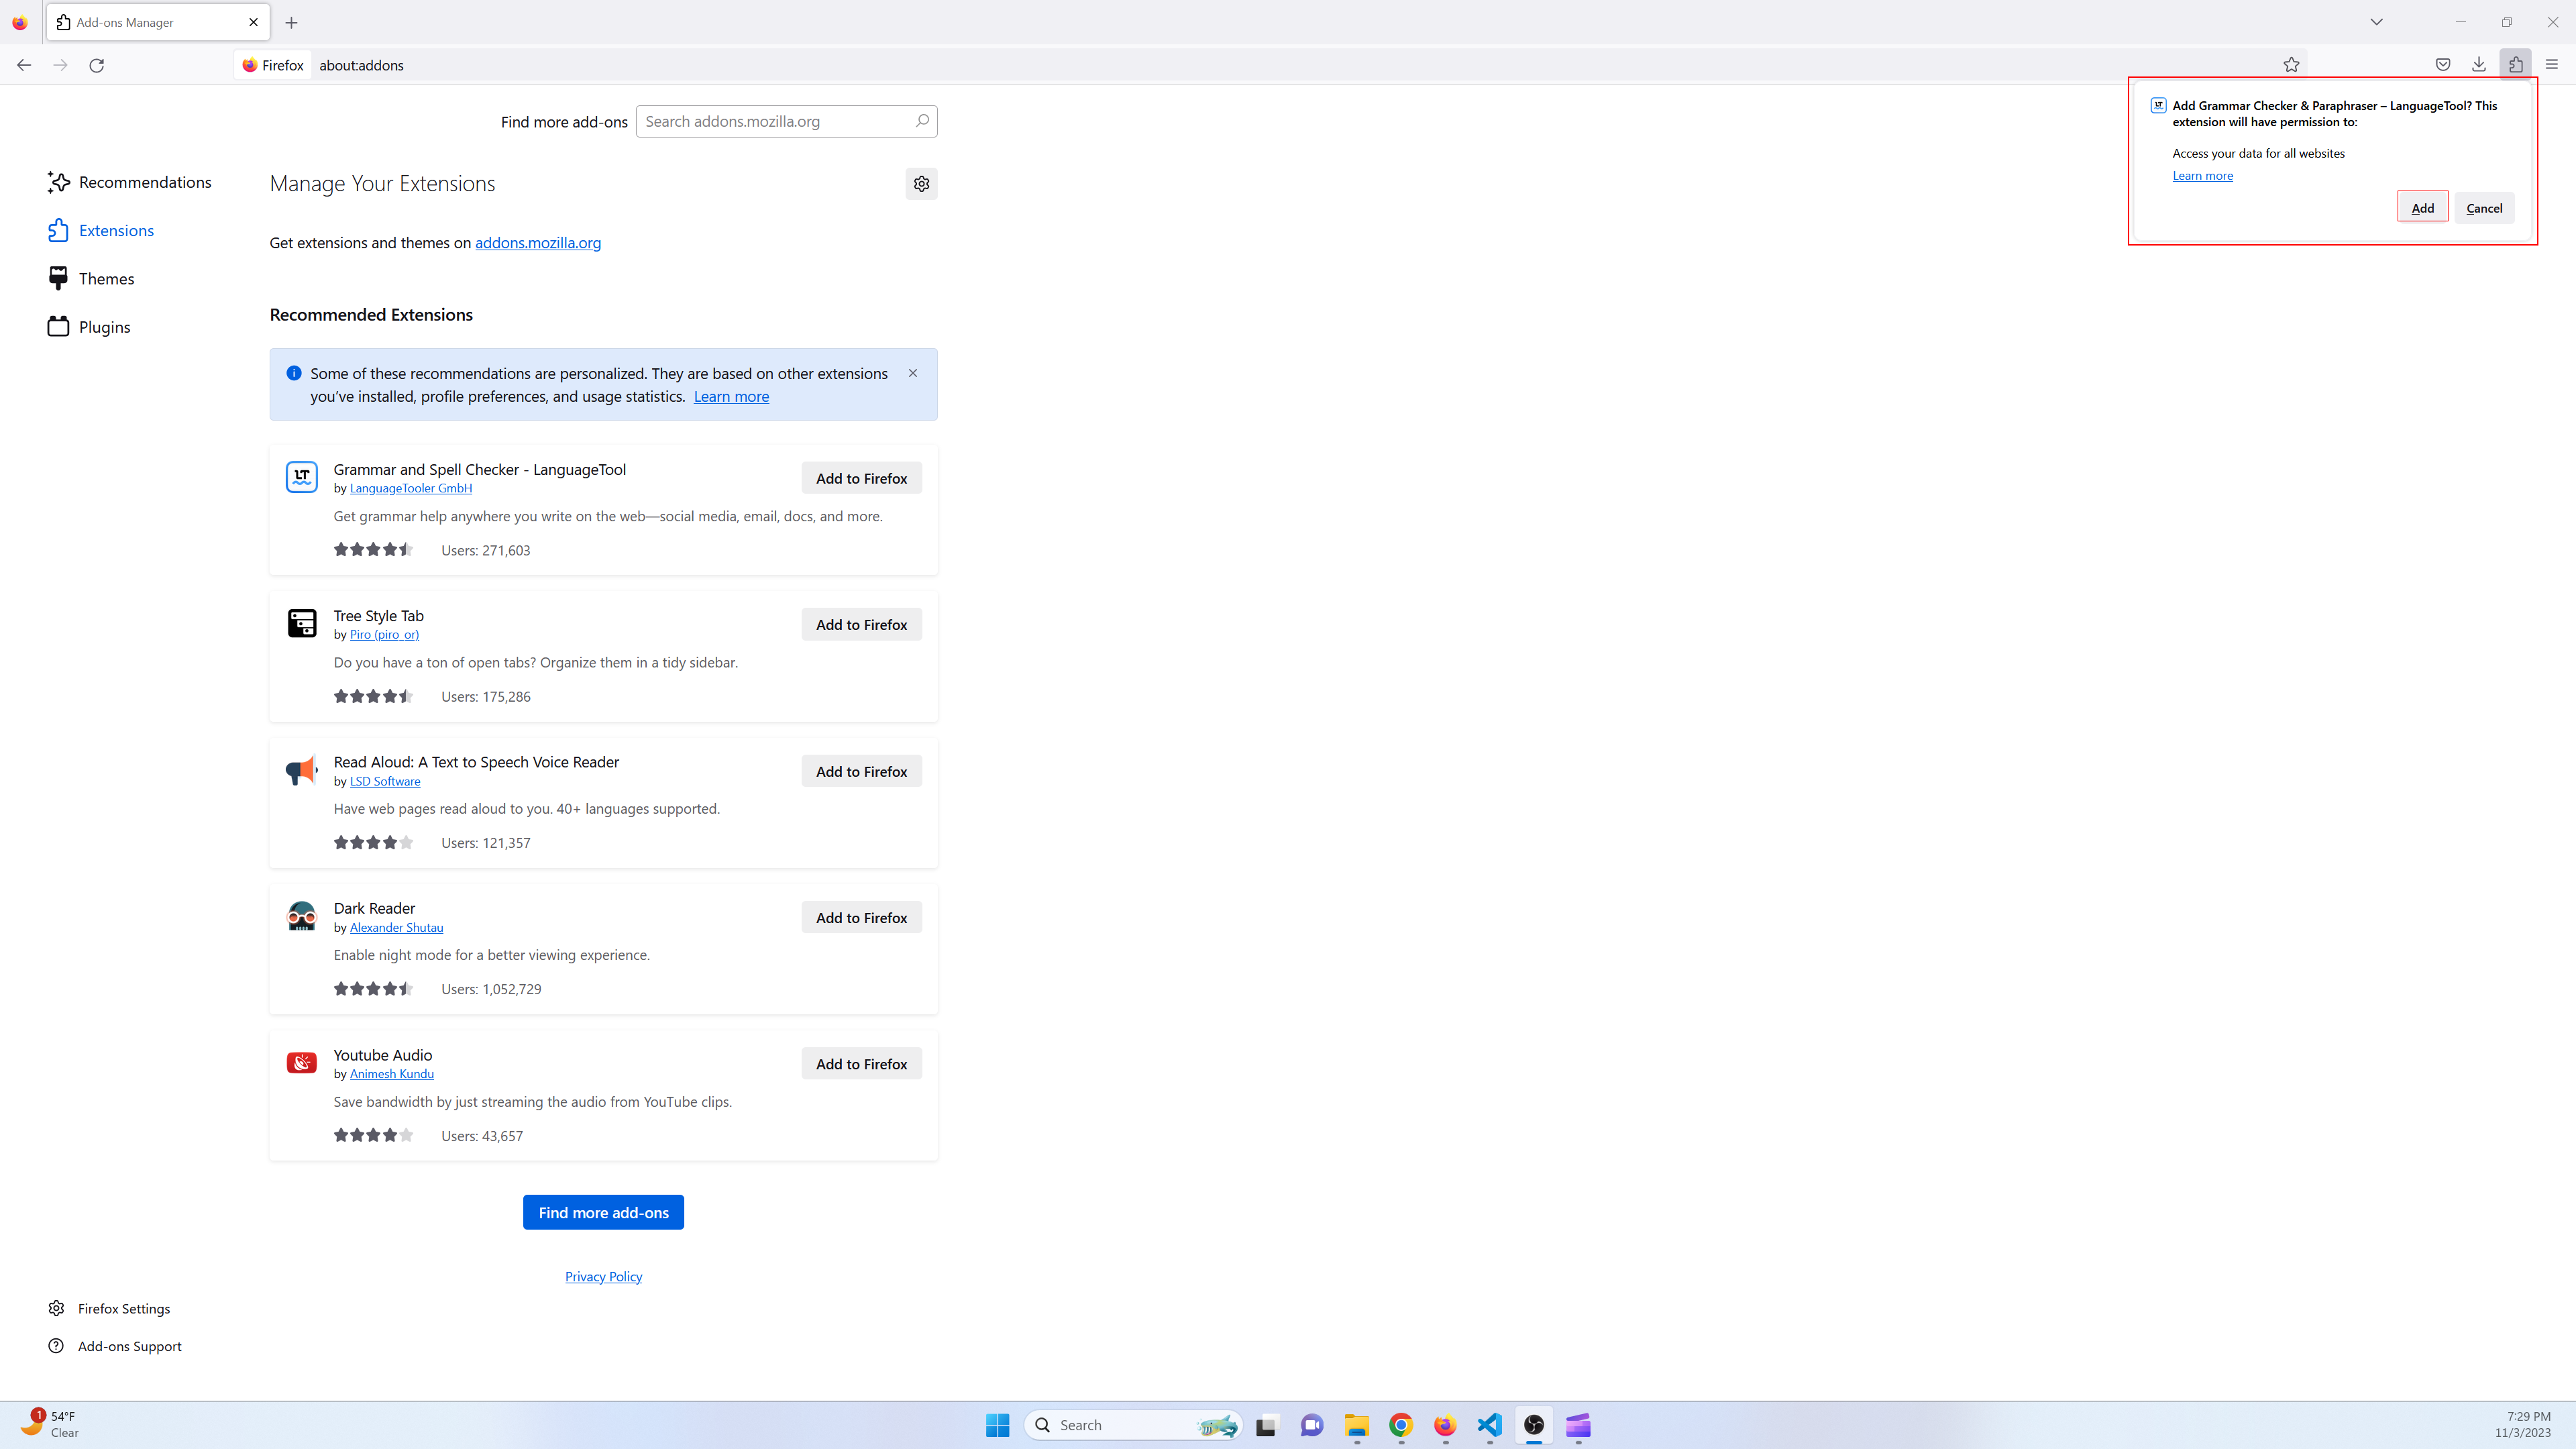 Add-ons Manager
Firefox about:addons
Find more add-ons Search addons.mozilla.org
Add Grammar Checker & Paraphraser – LanguageTool? This
extension will have permission to:
Access your data for all websites
Learn more
Add Cancel
Recommendations
Extensions
Themes
Plugins
Manage Your Extensions
Get extensions and themes on addons.mozilla.org
Recommended Extensions
Some of these recommendations are personalized. They are based on other extensions
you've installed, profile preferences, and usage statistics. Learn more
LT
Grammar and Spell Checker - LanguageTool
by LanguageTooler GmbH
Add to Firefox
Get grammar help anywhere you write on the web—social media, email, docs, and more.
Users: 271,603
Tree Style Tab
by Piro (piro_or)
Add to Firefox
Do you have a ton of open tabs? Organize them in a tidy sidebar.
Users: 175,286
Read Aloud: A Text to Speech Voice Reader
by LSD Software
Add to Firefox
Have web pages read aloud to you. 40+ languages supported.
Users: 121,357
Dark Reader
by Alexander Shutau
Add to Firefox
Enable night mode for a better viewing experience.
Users: 1,052,729
Youtube Audio
by Animesh Kundu
Add to Firefox
Save bandwidth by just streaming the audio from YouTube clips.
Users: 43,657
Find more add-ons
Privacy Policy
Firefox Settings
Add-ons Support
1
54°F
Clear
Search
7:29 PM
11/3/2023